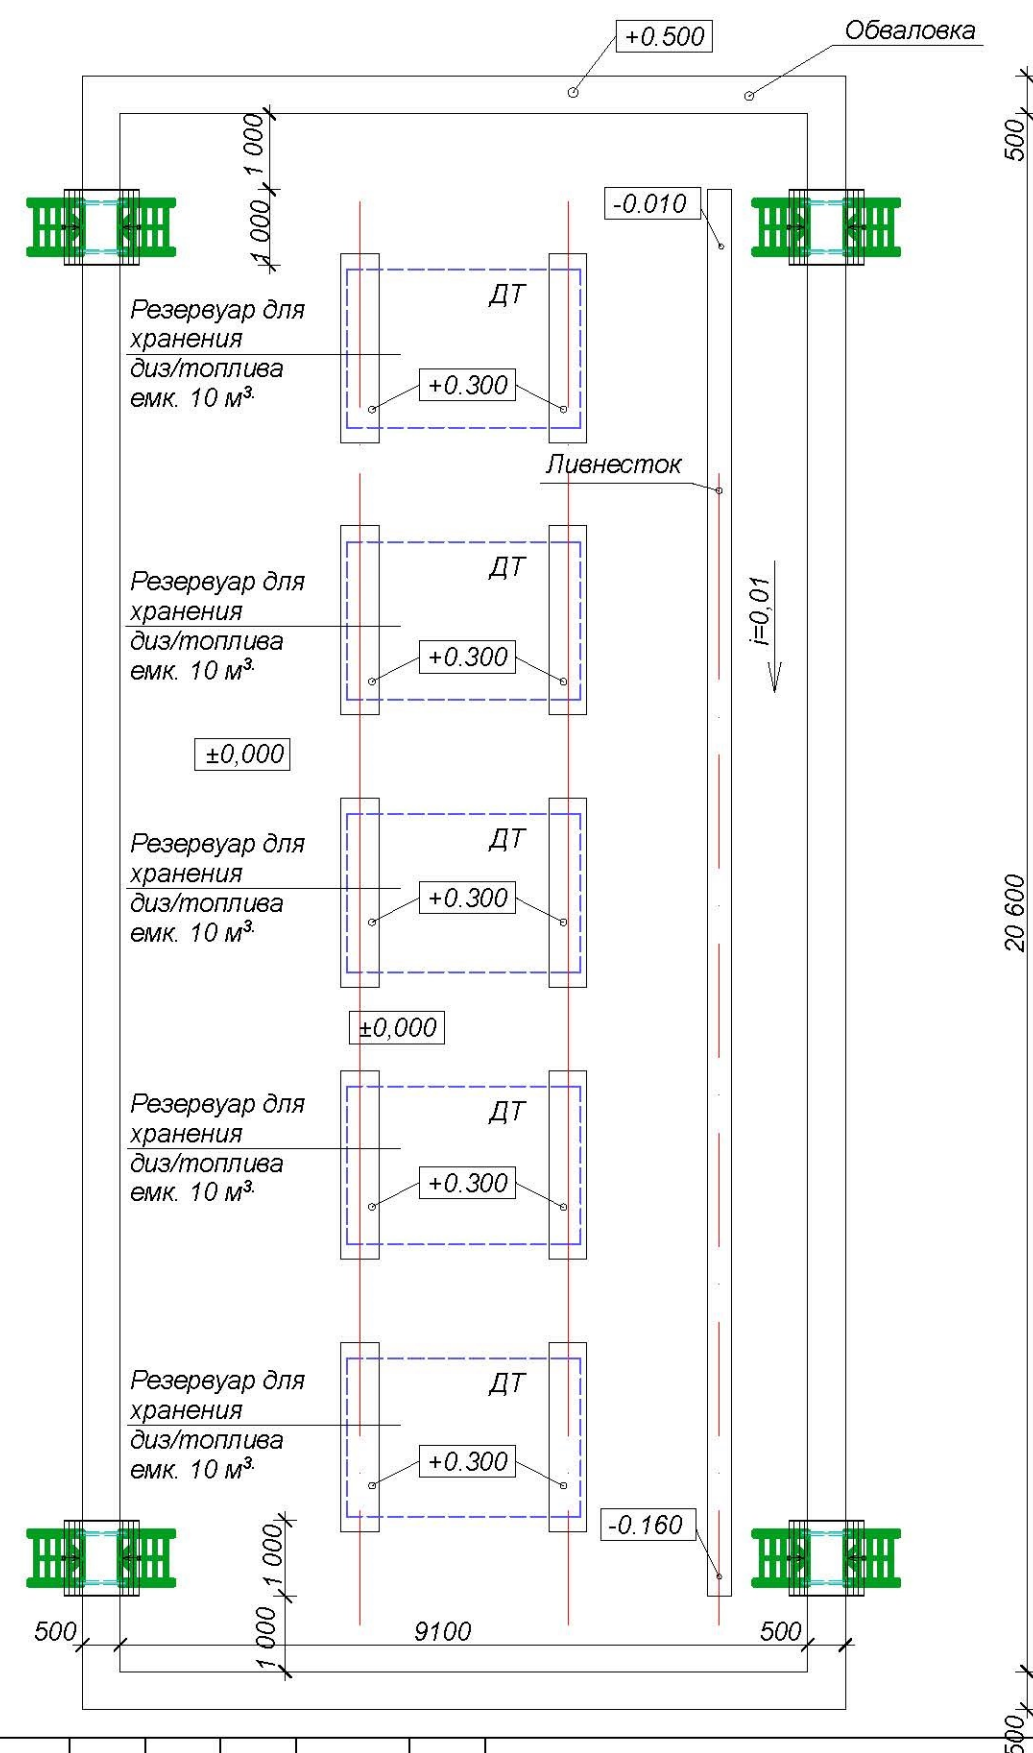 +0.500
Обваловка
1 000
500
1 000
-0.010
Резервуар для
хранения
диз/топлива
емк. 10 м³.
ДТ
+0.300
Ливнесток
Резервуар для
хранения
диз/топлива
емк. 10 м³.
ДТ
+0.300
i=0,01
±0,000
Резервуар для
хранения
диз/топлива
емк. 10 м³.
ДТ
+0.300
20 600
±0,000
Резервуар для
хранения
диз/топлива
емк. 10 м³.
ДТ
+0.300
Резервуар для
хранения
диз/топлива
емк. 10 м³.
ДТ
+0.300
-0.160
1 000
500
1 000
9100
500
500